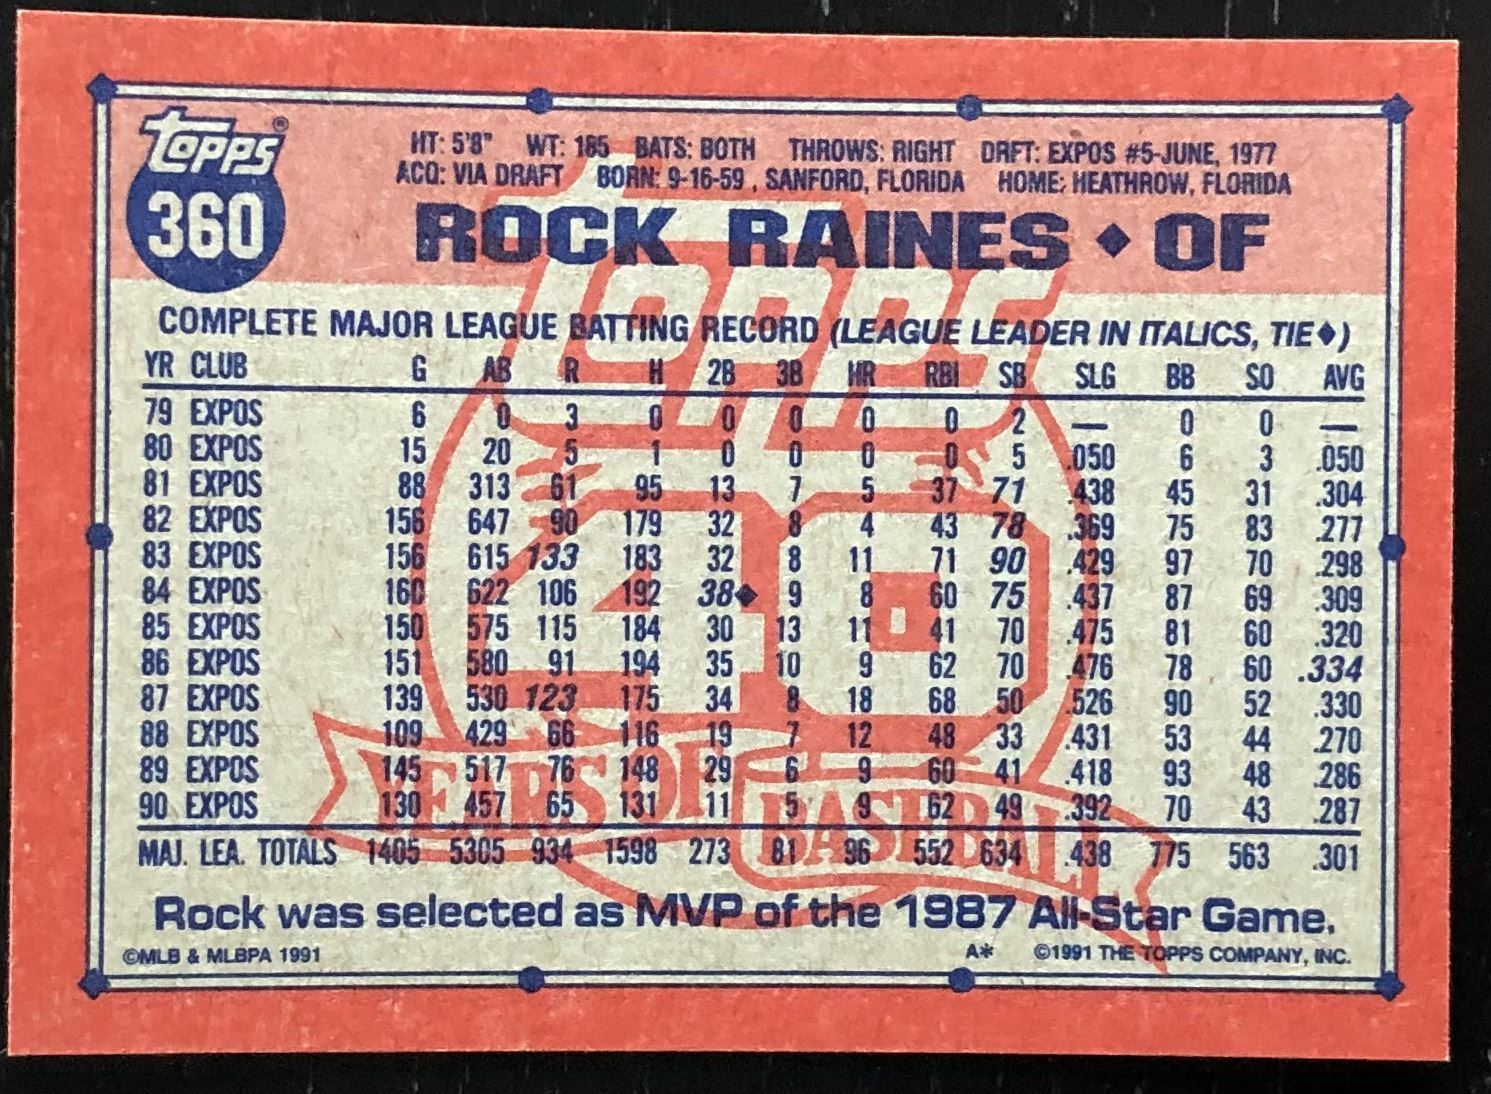 topps®
360
HT: 5'8" WT: 185 BATS: BOTH THROWS: RIGHT DRFT: EXPOS #5-JUNE, 1977
ACQ: VIA DRAFT BORN: 9-16-59 , SANFORD, FLORIDA HOME: HEATHROW, FLORIDA
ROCK RAINES ◆ OF
COMPLETE MAJOR LEAGUE BATTING RECORD (LEAGUE LEADER IN ITALICS, TIE◆)
YR CLUB G AB R H 2B 3B HR RBI SB SLG BB SO AVG
79 EXPOS 6 0 3 0 0 0 0 0 2 — 0 0 —
80 EXPOS 15 20 5 1 0 0 0 0 5 .050 6 3 .050
81 EXPOS 88 313 61 95 13 7 5 37 71 .438 45 31 .304
82 EXPOS 156 647 90 179 32 8 4 43 78 .369 75 83 .277
83 EXPOS 156 615 133 183 32 8 11 71 90 .429 97 70 .298
84 EXPOS 160 622 106 192 38◆ 9 8 60 75 .437 87 69 .309
85 EXPOS 150 575 115 184 30 13 11 41 70 .475 81 60 .320
86 EXPOS 151 580 91 194 35 10 9 62 70 .476 78 60 .334
87 EXPOS 139 530 123 175 34 8 18 68 50 .526 90 52 .330
88 EXPOS 109 429 66 116 19 7 12 48 33 .431 53 44 .270
89 EXPOS 145 517 76 148 29 6 9 60 41 .418 93 48 .286
90 EXPOS 130 457 65 131 11 5 9 62 49 .392 70 43 .287
MAJ. LEA. TOTALS 1405 5305 934 1598 273 81 96 552 634 .438 775 563 .301
Rock was selected as MVP of the 1987 All-Star Game.
©MLB & MLBPA 1991 A* ©1991 THE TOPPS COMPANY, INC.
Topps
40
YEARS OF BASEBALL